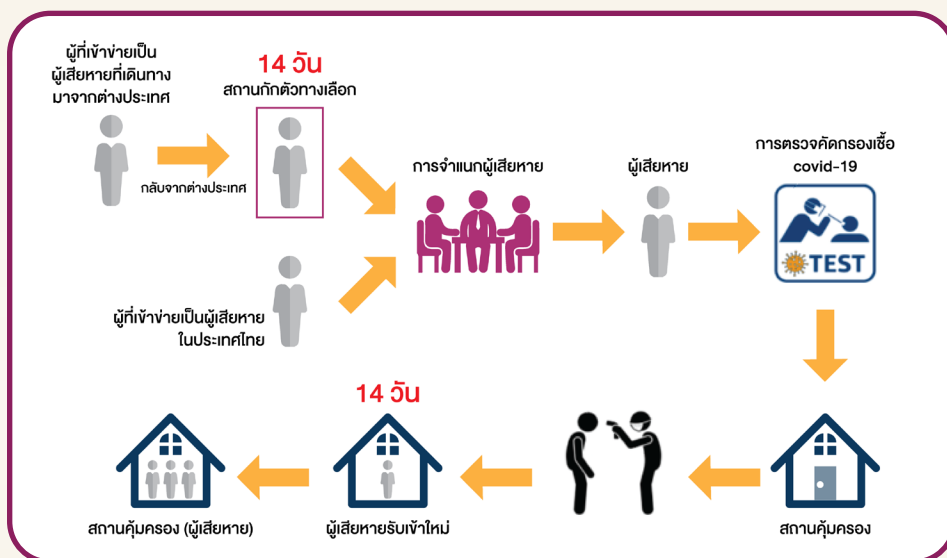 ผู้ที่เข้าข่ายเป็น
ผู้เสียหายที่เดินทาง
มาจากต่างประเทศ
กลับจากต่างประเทศ
14 วัน
สถานกักตัวทางเลือก
ผู้ที่เข้าข่ายเป็นผู้เสียหาย
ในประเทศไทย
การจำแนกผู้เสียหาย
ผู้เสียหาย
การตรวจคัดกรองเชื้อ
covid-19
TEST
สถานคุ้มครอง
14 วัน
ผู้เสียหายรับเข้าใหม่
สถานคุ้มครอง (ผู้เสียหาย)